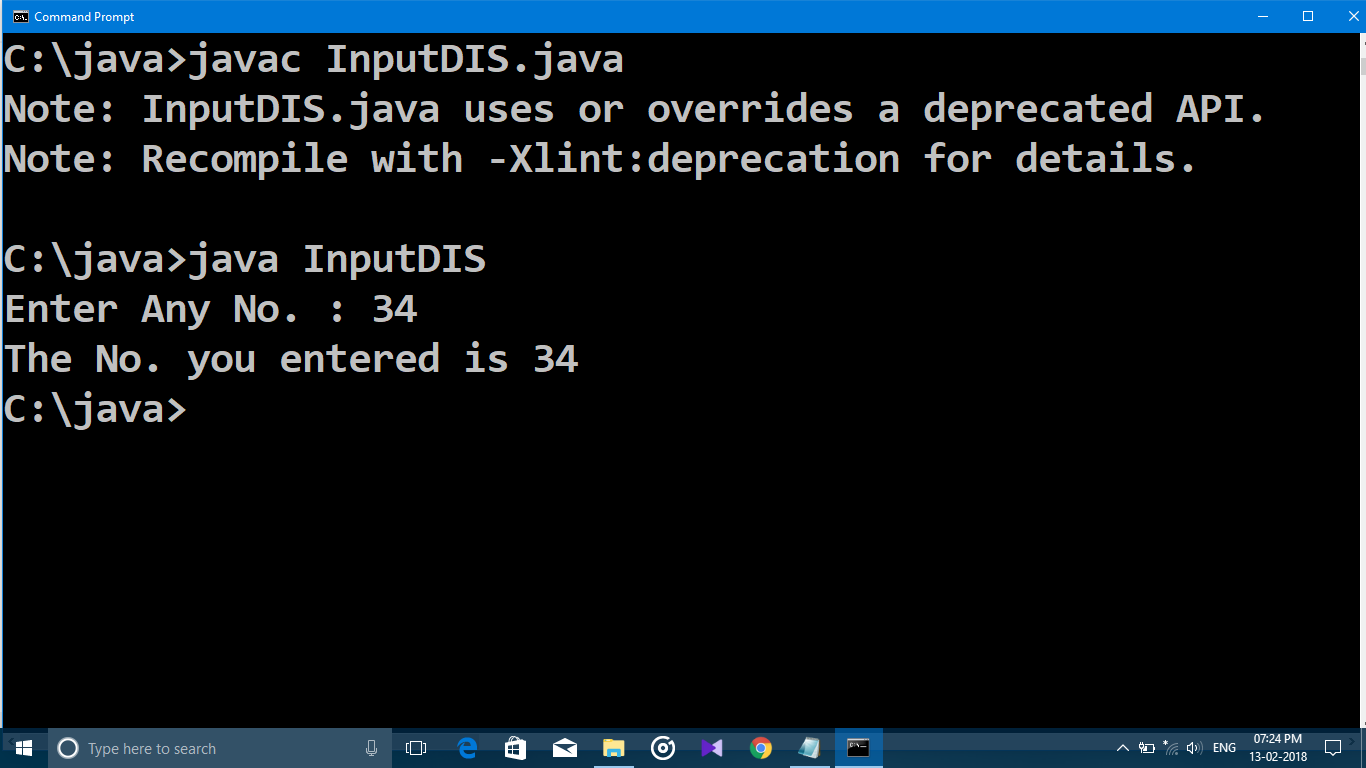 Command Prompt
C:\java>javac InputDIS.java
Note: InputDIS.java uses or overrides a deprecated API.
Note: Recompile with -Xlint:deprecation for details.
C:\java>java InputDIS
Enter Any No. : 34
The No. you entered is 34
C:\java>
Type here to search
ENG
07:24 PM
13-02-2018